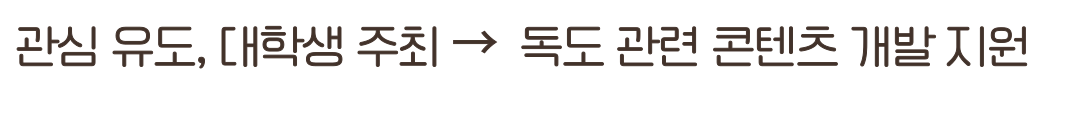 관심 유도, 대학생 주최 → 독도 관련 콘텐츠 개발 지원